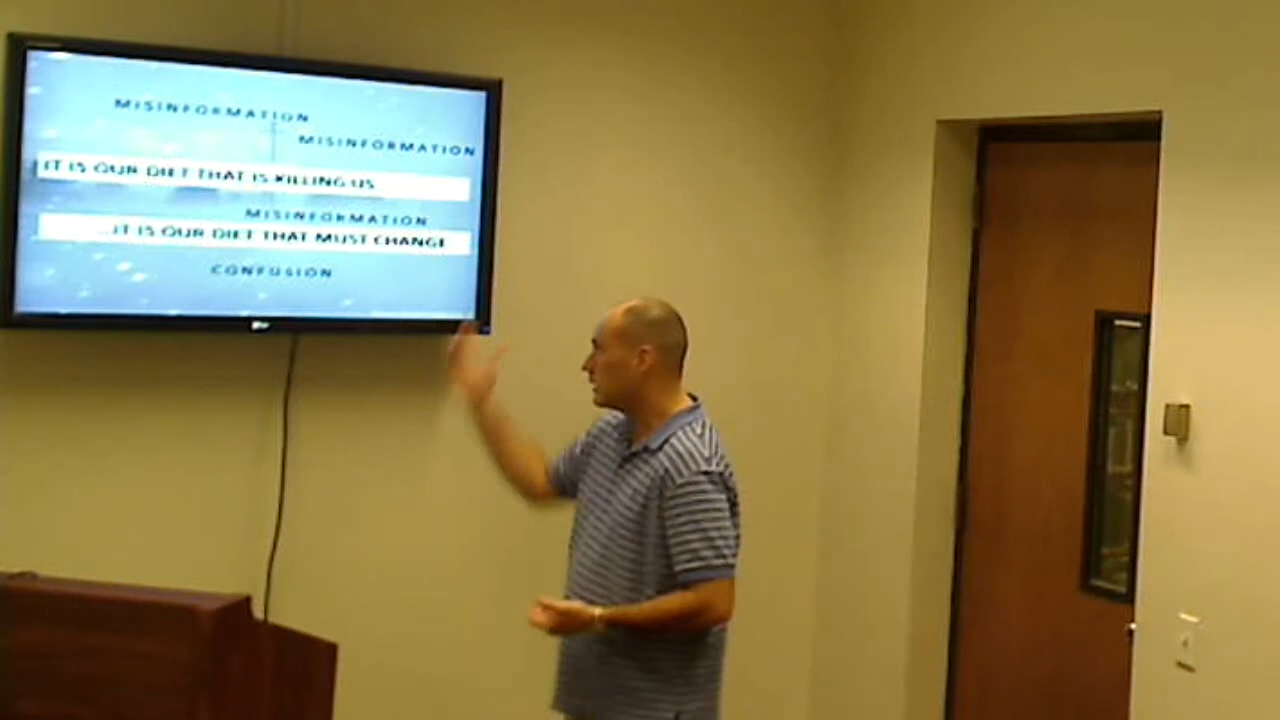 MISINFORMATION
MISINFORMATION
IT IS OUR DIET THAT IS KILLING US
MISINFORMATION
...IT IS OUR DIET THAT MUST CHANGE
CONFUSION